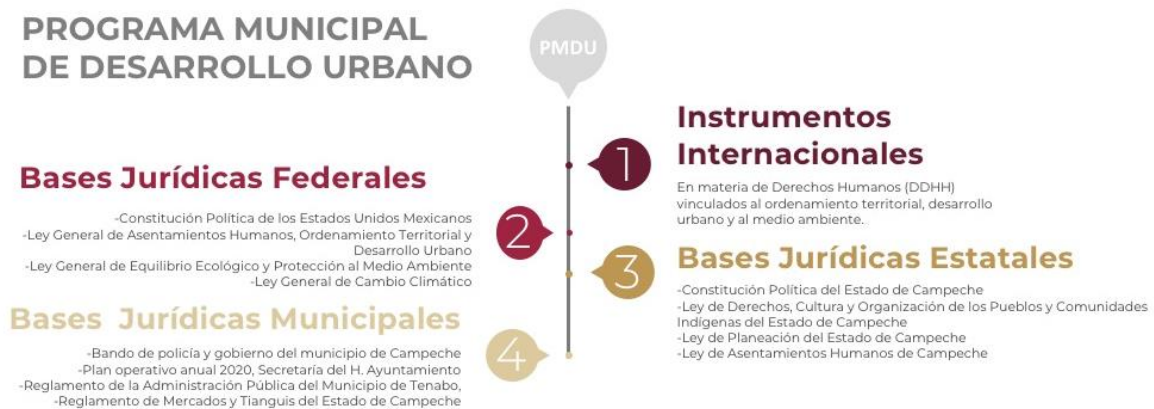 PROGRAMA MUNICIPAL
DE DESARROLLO URBANO
PMDU
1
Instrumentos
Internacionales
En materia de Derechos Humanos (DDHH)
vinculados al ordenamiento territorial, desarrollo
urbano y al medio ambiente.
Bases Jurídicas Federales
-Constitución Política de los Estados Unidos Mexicanos
-Ley General de Asentamientos Humanos, Ordenamiento Territorial y
Desarrollo Urbano
-Ley General de Equilibrio Ecológico y Protección al Medio Ambiente
-Ley General de Cambio Climático
2
3
Bases Jurídicas Estatales
-Constitución Política del Estado de Campeche
-Ley de Derechos, Cultura y Organización de los Pueblos y Comunidades
Indígenas del Estado de Campeche
-Ley de Planeación del Estado de Campeche
-Ley de Asentamientos Humanos de Campeche
Bases Jurídicas Municipales
-Bando de policía y gobierno del municipio de Campeche
-Plan operativo anual 2020, Secretaría del H. Ayuntamiento
-Reglamento de la Administración Pública del Municipio de Tenabo,
-Reglamento de Mercados y Tianguis del Estado de Campeche
4